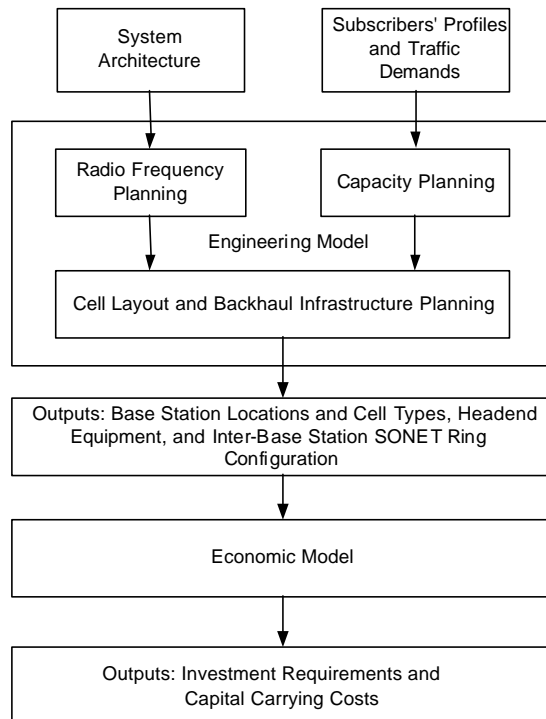 System
Architecture
Subscribers' Profiles
and Traffic
Demands
Radio Frequency
Planning
Capacity Planning
Engineering Model
Cell Layout and Backhaul Infrastructure Planning
Outputs: Base Station Locations and Cell Types, Headend
Equipment, and Inter-Base Station SONET Ring
Configuration
Economic Model
Outputs: Investment Requirements and
Capital Carrying Costs